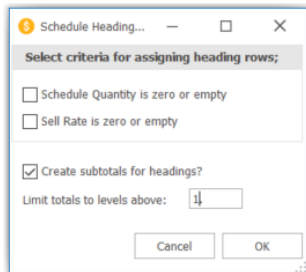 Schedule Heading...
Select criteria for assigning heading rows;
Schedule Quantity is zero or empty
Sell Rate is zero or empty
Create subtotals for headings?
Limit totals to levels above: 1
Cancel OK